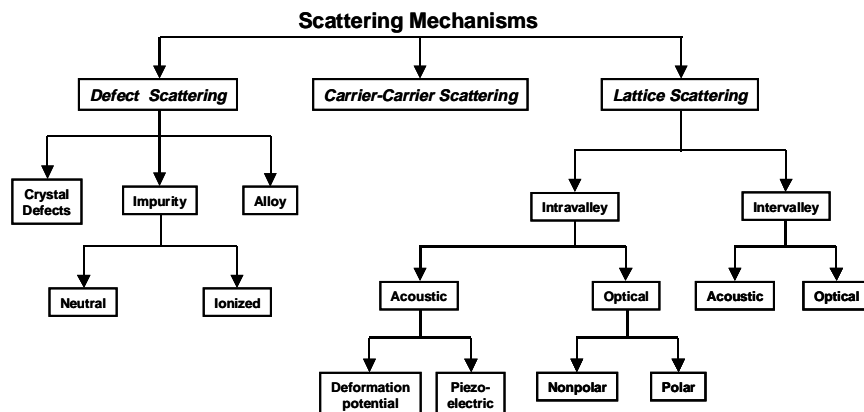 Scattering Mechanisms
Defect Scattering
Carrier-Carrier Scattering
Lattice Scattering
Crystal
Defects
Impurity
Alloy
Intravalley
Intervalley
Neutral
Ionized
Acoustic
Optical
Acoustic
Optical
Deformation
potential
Piezo-
electric
Nonpolar
Polar